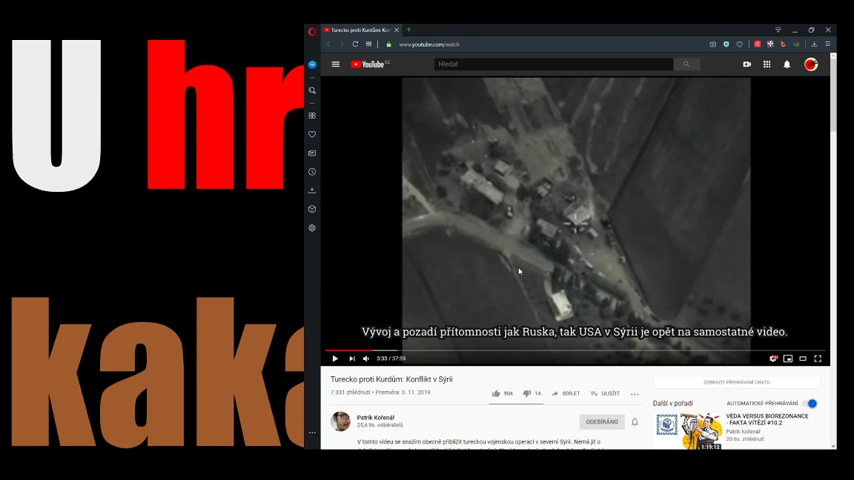 U hr
kaka
Turecko proti Kurdům: Kon
www.youtube.com/watch
YouTube CZ
Hledat
Vývoj a pozadí přítomnosti jak Ruska, tak USA v Sýrii je opět na samostatné video.
3:33 / 37:59
Turecko proti Kurdům: Konflikt v Sýrii
7 331 zhlédnutí • Premiéra: 3. 11. 2019
904
14
SDÍLET
ULOŽIT
Patrik Kořenář
25,6 tis. odběratelů
ODEBÍRÁNO
V tomto videu se snažím obecně přiblížit tureckou vojenskou operaci v severní Sýrii. Nemá jít o
ZOBRAZIT PŘEHRÁVÁNÍ CHATU
Další v pořadí
AUTOMATICKÉ PŘEHRÁVÁNÍ
VĚDA VERSUS BIOREZONANCE
- FAKTA VÍTĚZÍ #10.2
Patrik Kořenář
20 tis. zhlédnutí
1:19:12